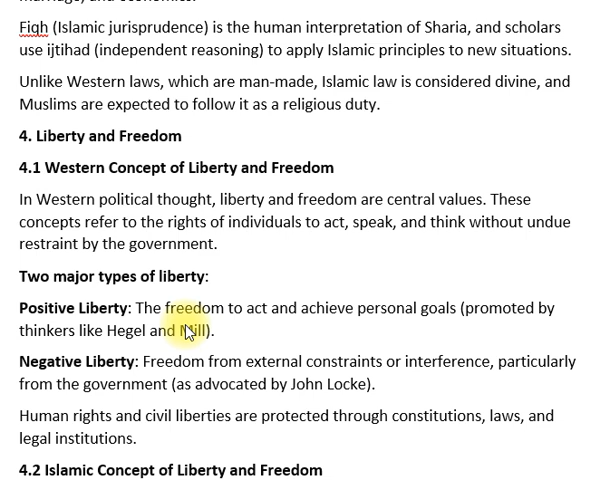 Fiqh (Islamic jurisprudence) is the human interpretation of Sharia, and scholars
use ijtihad (independent reasoning) to apply Islamic principles to new situations.
Unlike Western laws, which are man-made, Islamic law is considered divine, and
Muslims are expected to follow it as a religious duty.
4. Liberty and Freedom
4.1 Western Concept of Liberty and Freedom
In Western political thought, liberty and freedom are central values. These
concepts refer to the rights of individuals to act, speak, and think without undue
restraint by the government.
Two major types of liberty:
Positive Liberty: The freedom to act and achieve personal goals (promoted by
thinkers like Hegel and Mill).
Negative Liberty: Freedom from external constraints or interference, particularly
from the government (as advocated by John Locke).
Human rights and civil liberties are protected through constitutions, laws, and
legal institutions.
4.2 Islamic Concept of Liberty and Freedom